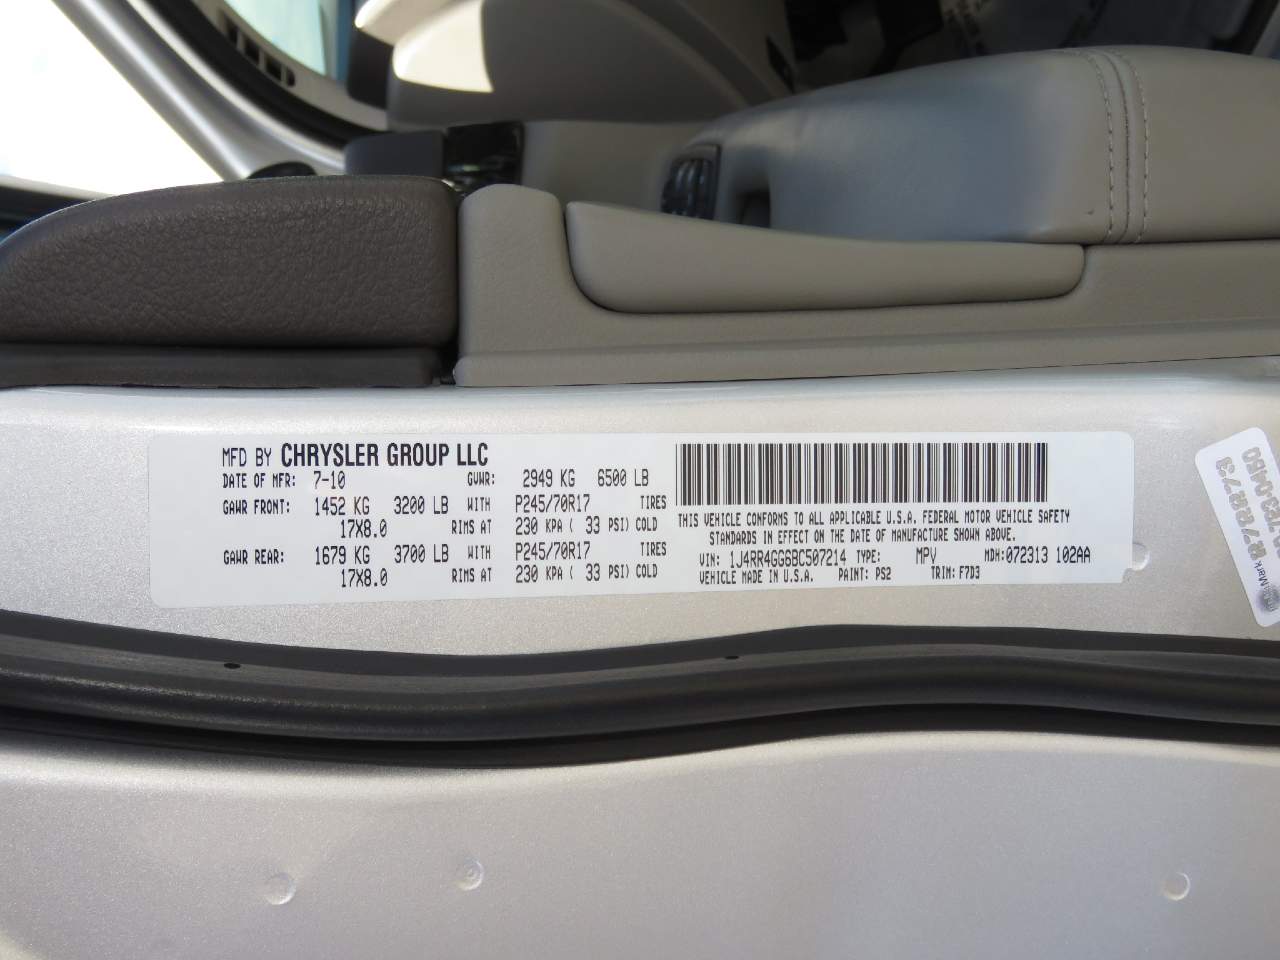 MFD BY CHRYSLER GROUP LLC
DATE OF MFR: 7-10 GVWR: 2949 KG 6500 LB
GAWR FRONT: 1452 KG 3200 LB WITH P245/70R17 TIRES
17X8.0 RIMS AT 230 KPA ( 33 PSI) COLD
GAWR REAR: 1679 KG 3700 LB WITH P245/70R17 TIRES
17X8.0 RIMS AT 230 KPA ( 33 PSI) COLD
THIS VEHICLE CONFORMS TO ALL APPLICABLE U.S.A. FEDERAL MOTOR VEHICLE SAFETY
STANDARDS IN EFFECT ON THE DATE OF MANUFACTURE SHOWN ABOVE.
VIN: 1J4RR4GG6BC507214 TYPE: MPV MDH: 072313 102AA
VEHICLE MADE IN U.S.A. PAINT: PS2 TRIM: F7D3